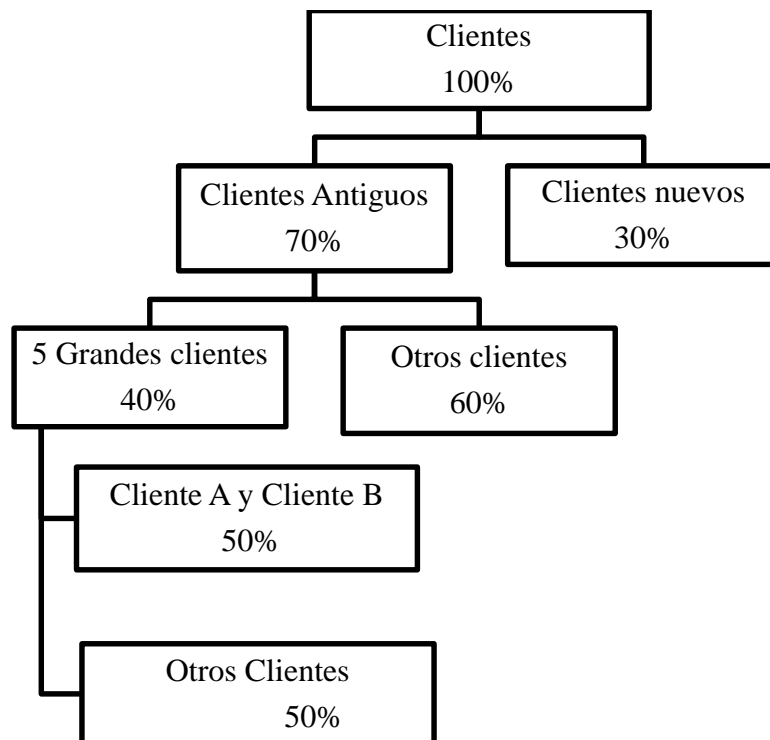 Clientes
100%
Clientes Antiguos
70%
Clientes nuevos
30%
5 Grandes clientes
40%
Otros clientes
60%
Cliente A y Cliente B
50%
Otros Clientes
50%